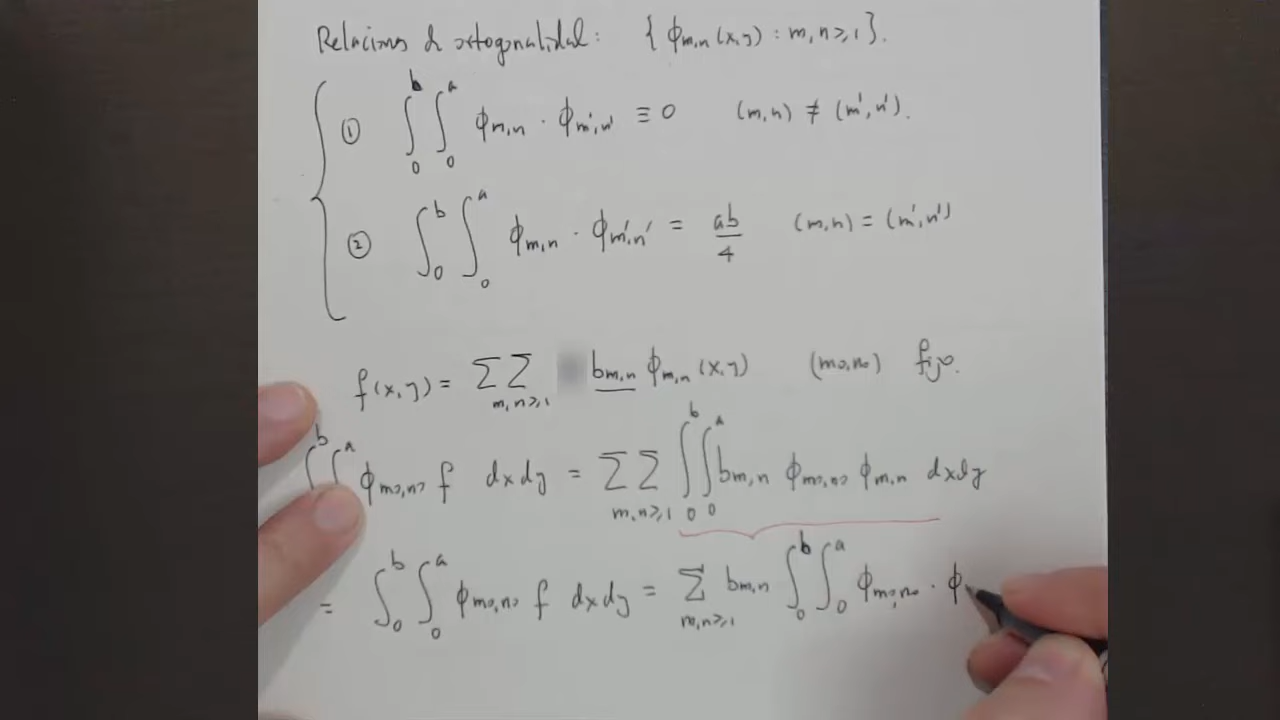 Relaciones de ortogonalidad: { ϕm,n(x,y) : m,n≥1 }.
① ∫₀ᵇ ∫₀ᵃ ϕm,n · ϕm',n' ≡ 0 (m,n) ≠ (m',n').
② ∫₀ᵇ ∫₀ᵃ ϕm,n · ϕm',n' = ab/4 (m,n) = (m',n')
f(x,y) = ΣΣ m,n≥1 bm,n ϕm,n(x,y) (m₀,n₀) fijo.
∫₀ᵇ ∫₀ᵃ ϕm₀,n₀ f dxdy = ΣΣ m,n≥1 ∫₀ᵇ ∫₀ᵃ bm,n ϕm₀,n₀ ϕm,n dxdy
= ∫₀ᵇ ∫₀ᵃ ϕm₀,n₀ f dxdy = Σ m,n≥1 bm,n ∫₀ᵇ ∫₀ᵃ ϕm₀,n₀ · ϕ